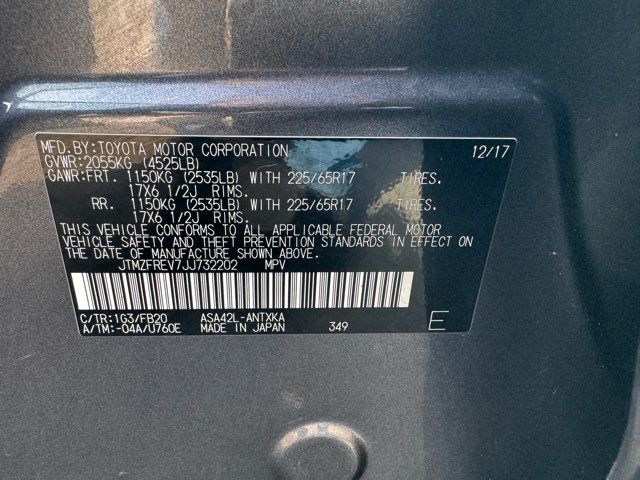 MFD.BY:TOYOTA MOTOR CORPORATION 12/17
GVWR:2055KG (4525LB)
GAWR:FRT. 1150KG (2535LB) WITH 225/65R17 TIRES.
17X6 1/2J RIMS.
RR. 1150KG (2535LB) WITH 225/65R17 TIRES.
17X6 1/2J RIMS.
THIS VEHICLE CONFORMS TO ALL APPLICABLE FEDERAL MOTOR
VEHICLE SAFETY AND THEFT PREVENTION STANDARDS IN EFFECT ON
THE DATE OF MANUFACTURE SHOWN ABOVE.
JTMZFREV7JJ732202 MPV
C/TR:1G3/FB20 ASA42L-ANTXKA
A/TM:-04A/U760E MADE IN JAPAN 349 E